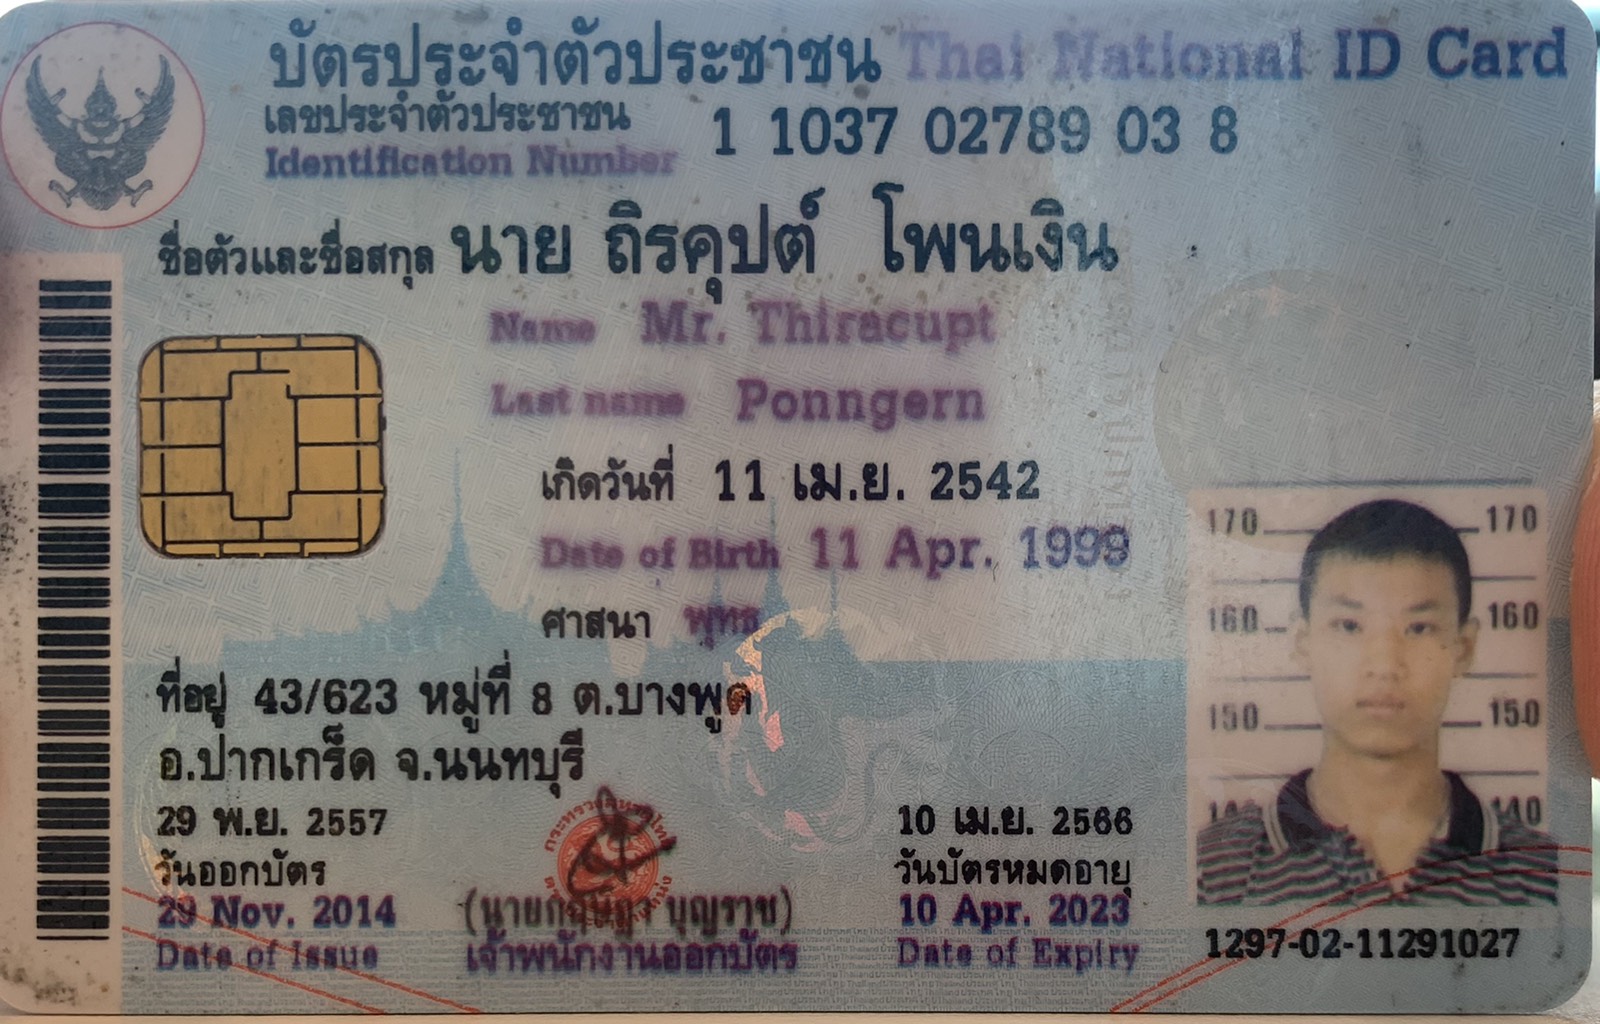 บัตรประจำตัวประชาชน Thai National ID Card
เลขประจำตัวประชาชน
Identification Number
1 1037 02789 03 8
ชื่อตัวและชื่อสกุล นาย ถิรคุปต์ โพนเงิน
Name Mr. Thiracupt
Last name Ponngern
เกิดวันที่ 11 เม.ย. 2542
Date of Birth 11 Apr. 1999
ศาสนา พุทธ
ที่อยู่ 43/623 หมู่ที่ 8 ต.บางพูด
อ.ปากเกร็ด จ.นนทบุรี
29 พ.ย. 2557
วันออกบัตร
29 Nov. 2014
Date of Issue
บุญราช)
เจ้าพนักงานออกบัตร
10 เม.ย. 2566
วันบัตรหมดอายุ
10 Apr. 2023
Date of Expiry
170 170
160 160
150 150
140 140
1297-02-11291027